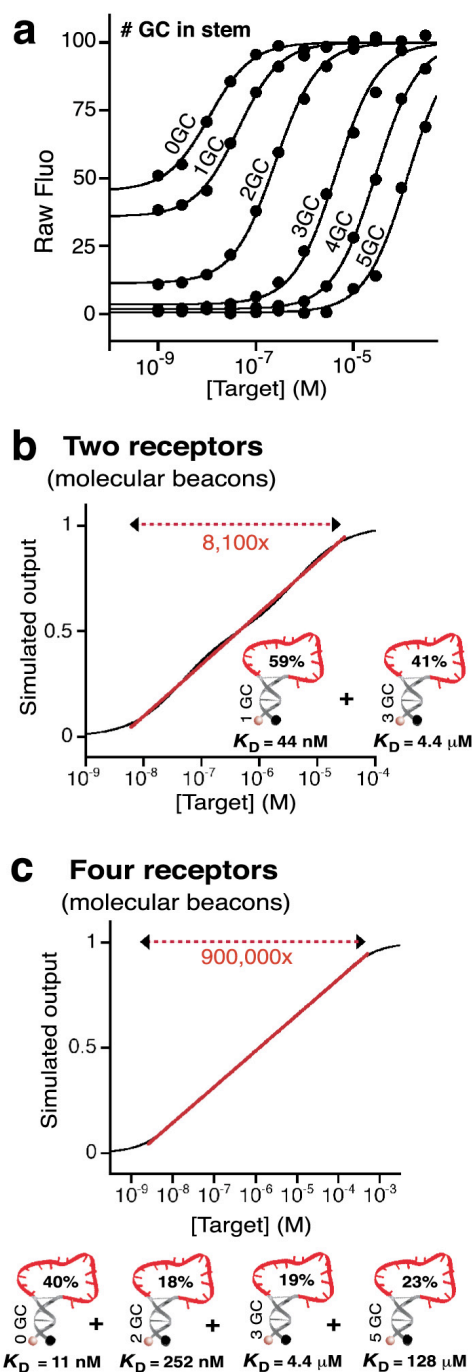 a
# GC in stem
100
75
50
25
0
Raw Fluo
0GC
1GC
2GC
3GC
4GC
5GC
10⁻⁹
10⁻⁷
10⁻⁵
[Target] (M)
b Two receptors
(molecular beacons)
1
0.5
0
Simulated output
8,100x
59%
1 GC
K_D = 44 nM
+
41%
3 GC
K_D = 4.4 μM
10⁻⁹ 10⁻⁸ 10⁻⁷ 10⁻⁶ 10⁻⁵ 10⁻⁴
[Target] (M)
c Four receptors
(molecular beacons)
1
0.5
0
Simulated output
900,000x
10⁻⁹ 10⁻⁸ 10⁻⁷ 10⁻⁶ 10⁻⁵ 10⁻⁴ 10⁻³
[Target] (M)
40%
0 GC
K_D = 11 nM
+
18%
2 GC
K_D = 252 nM
+
19%
3 GC
K_D = 4.4 μM
+
23%
5 GC
K_D = 128 μM